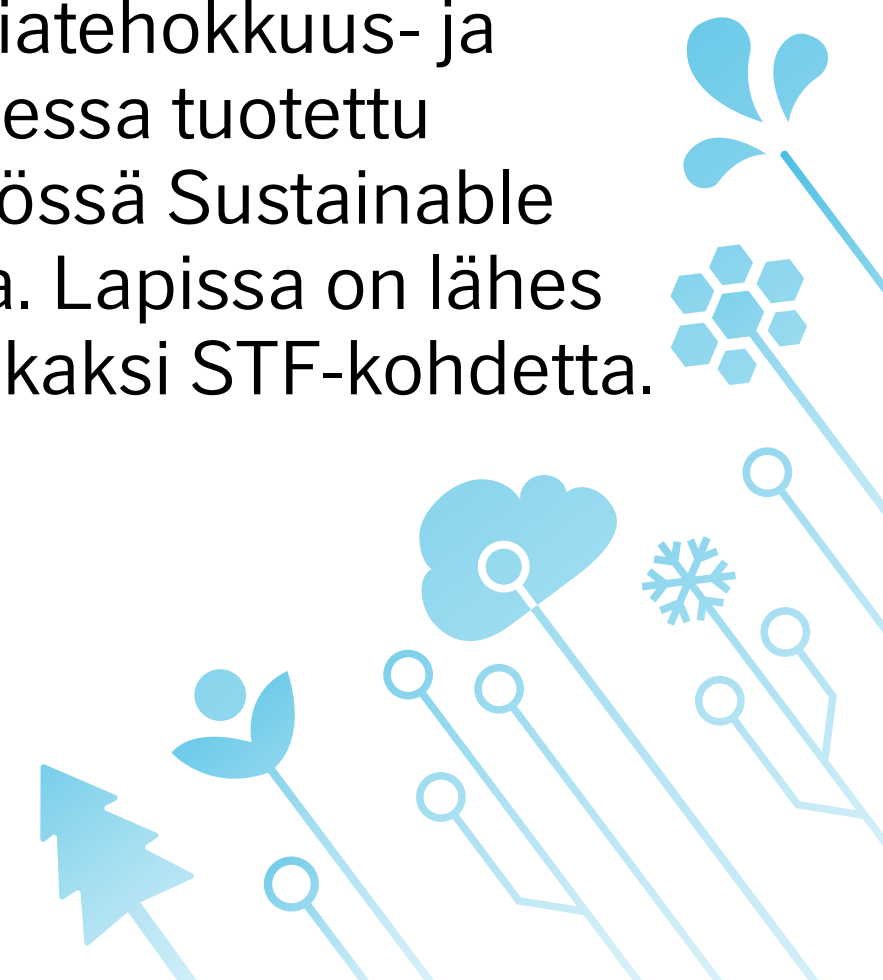 iatehokkuus- ja
essa tuotettu
össä Sustainable
a. Lapissa on lähes
kaksi STF-kohdetta.